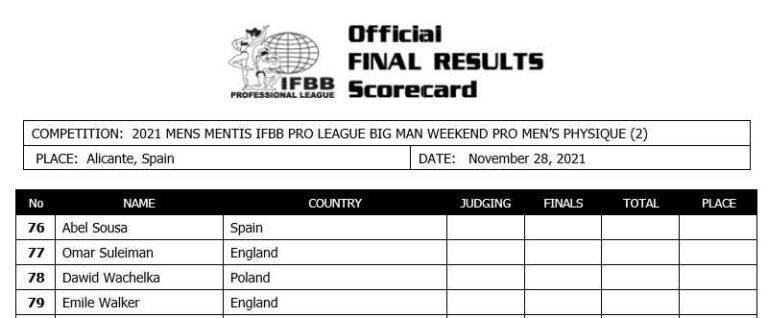 Official
FINAL RESULTS
Scorecard
IFBB
PROFESSIONAL LEAGUE
COMPETITION: 2021 MENS MENTIS IFBB PRO LEAGUE BIG MAN WEEKEND PRO MEN'S PHYSIQUE (2)
PLACE: Alicante, Spain DATE: November 28, 2021
No NAME COUNTRY JUDGING FINALS TOTAL PLACE
76 Abel Sousa Spain
77 Omar Suleiman England
78 Dawid Wachelka Poland
79 Emile Walker England